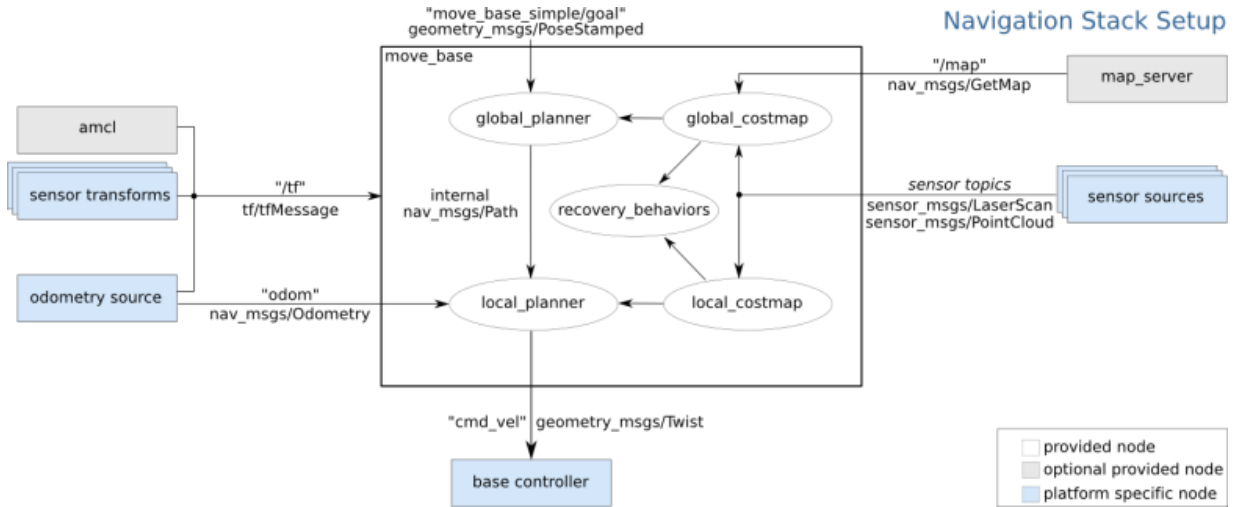 Navigation Stack Setup
"move_base_simple/goal"
geometry_msgs/PoseStamped
move_base
"/map"
nav_msgs/GetMap
map_server
amcl
global_planner
global_costmap
sensor transforms
"/tf"
tf/tfMessage
internal
nav_msgs/Path
recovery_behaviors
sensor topics
sensor_msgs/LaserScan
sensor_msgs/PointCloud
sensor sources
odometry source
"odom"
nav_msgs/Odometry
local_planner
local_costmap
"cmd_vel" geometry_msgs/Twist
base controller
provided node
optional provided node
platform specific node